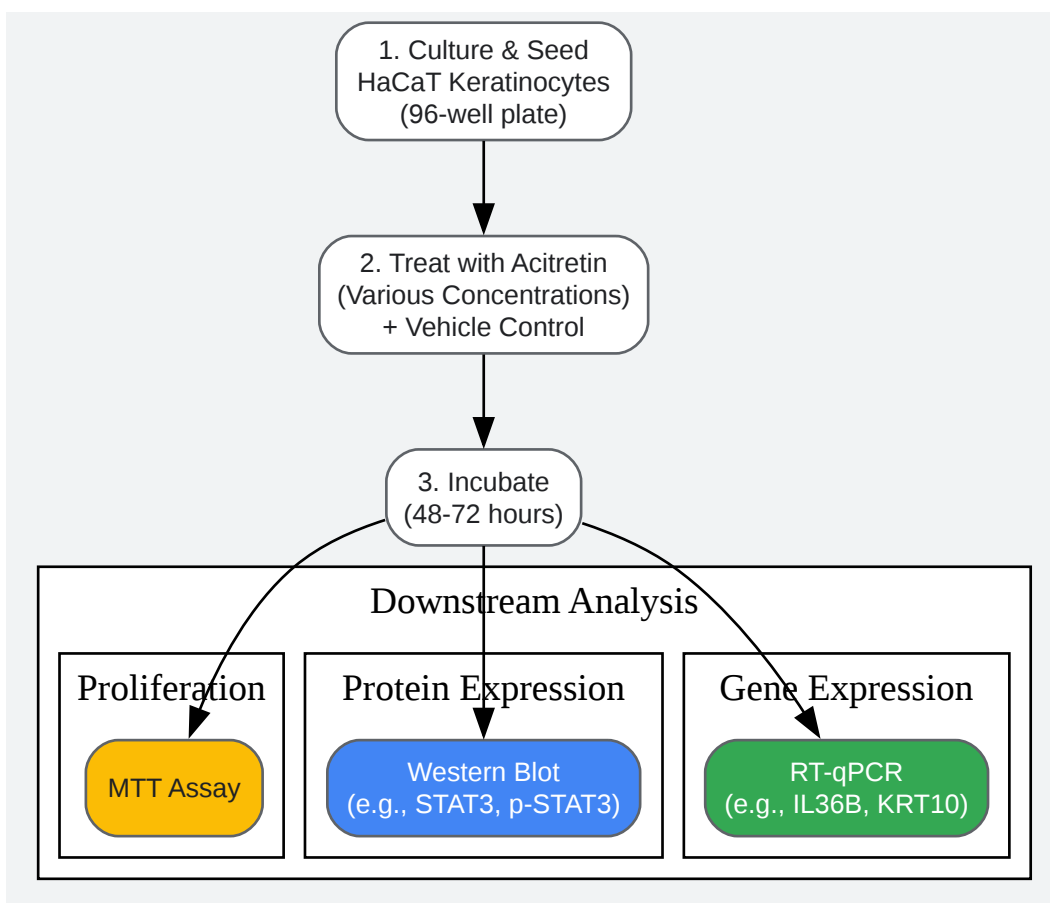 1. Culture & Seed
HaCaT Keratinocytes
(96-well plate)
2. Treat with Acitretin
(Various Concentrations)
+ Vehicle Control
3. Incubate
(48-72 hours)
Downstream Analysis
Proliferation
MTT Assay
Protein Expression
Western Blot
(e.g., STAT3, p-STAT3)
Gene Expression
RT-qPCR
(e.g., IL36B, KRT10)